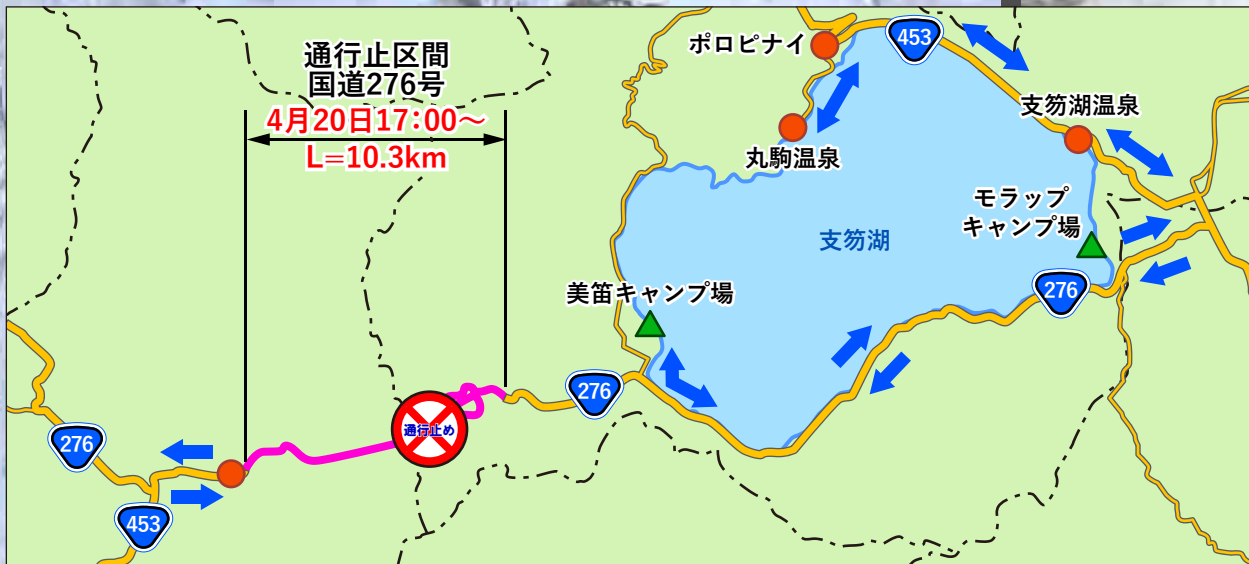 通行止区間
国道276号
4月20日17:00～
L=10.3km
ポロピナイ
453
支笏湖温泉
丸駒温泉
モラップ
キャンプ場
支笏湖
美笛キャンプ場
276
276
通行止め
276
453